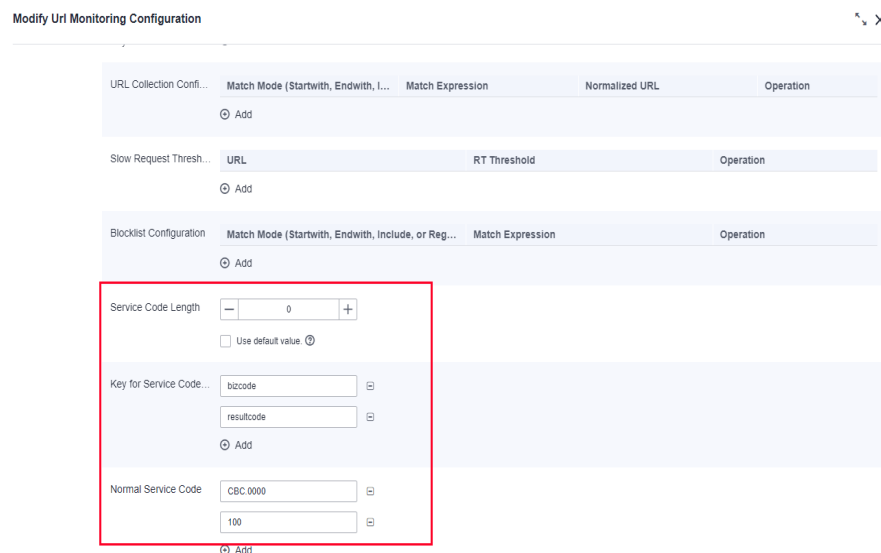 Modify Url Monitoring Configuration
URL Collection Confi... Match Mode (Startwith, Endwith, I... Match Expression Normalized URL Operation
Add
Slow Request Thresh... URL RT Threshold Operation
Add
Blocklist Configuration Match Mode (Startwith, Endwith, Include, or Reg... Match Expression Operation
Add
Service Code Length 0
Use default value.
Key for Service Code... bizcode
resultcode
Add
Normal Service Code CBC.0000
100
Add